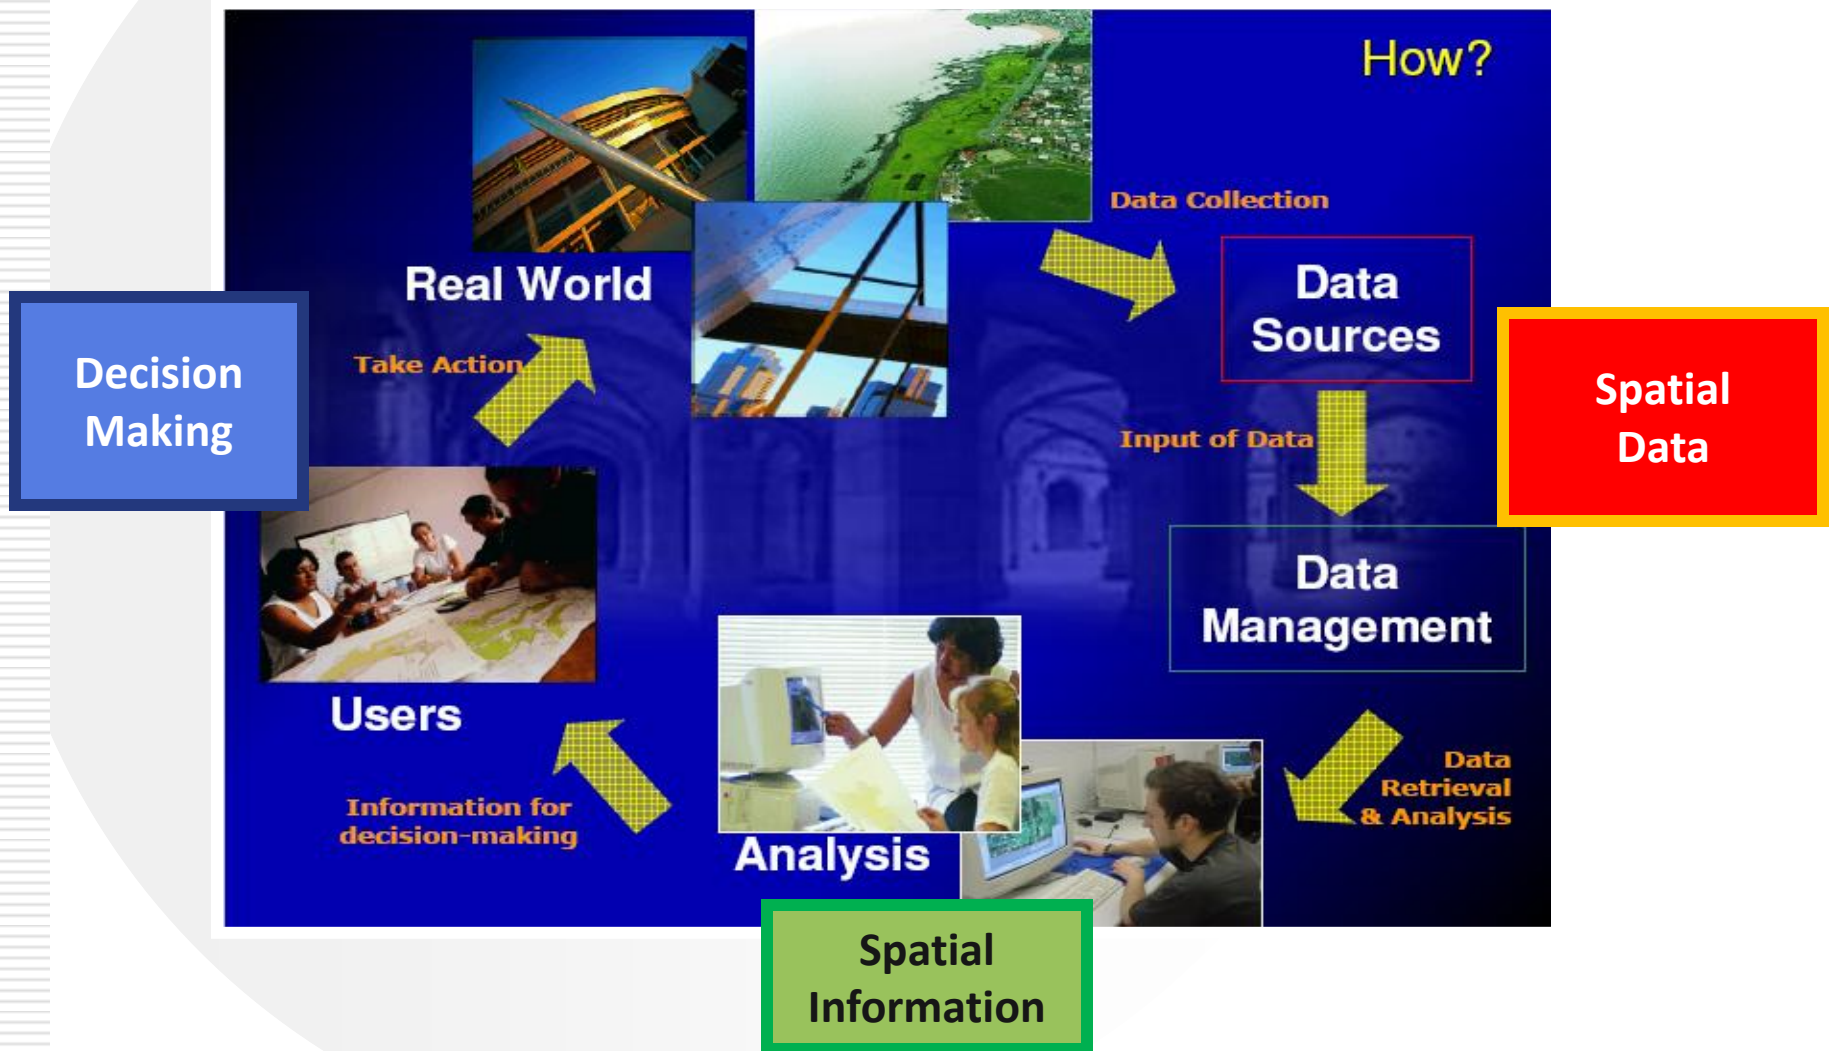 How?
Data Collection
Real World
Data
Sources
Decision
Making
Take Action
Spatial
Data
Input of Data
Data
Management
Users
Data
Retrieval
& Analysis
Information for
decision-making
Analysis
Spatial
Information